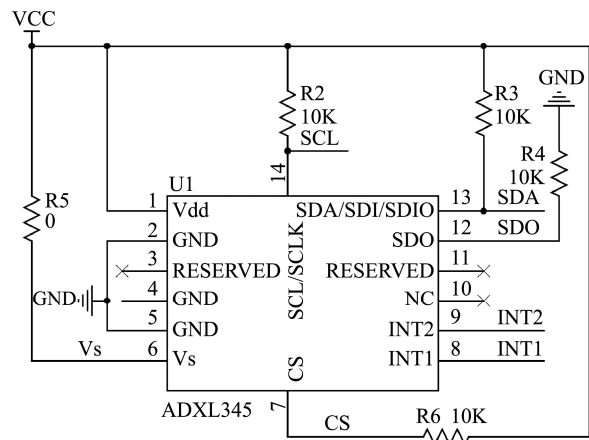 VCC
R2
10K
SCL
R3
10K
GND
R4
10K
R5
0
U1
14
1
Vdd
SDA/SDI/SDIO
13
SDA
2
GND
SDO
12
SDO
3
RESERVED
SCL/SCLK
RESERVED
11
GND
4
GND
NC
10
5
GND
INT2
9
INT2
Vs
6
Vs
CS
INT1
8
INT1
ADXL345
7
CS
R6 10K